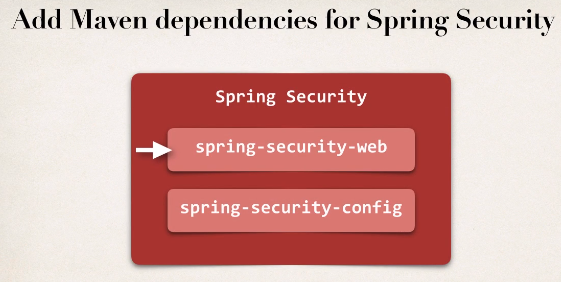 Add Maven dependencies for Spring Security
Spring Security
spring-security-web
spring-security-config